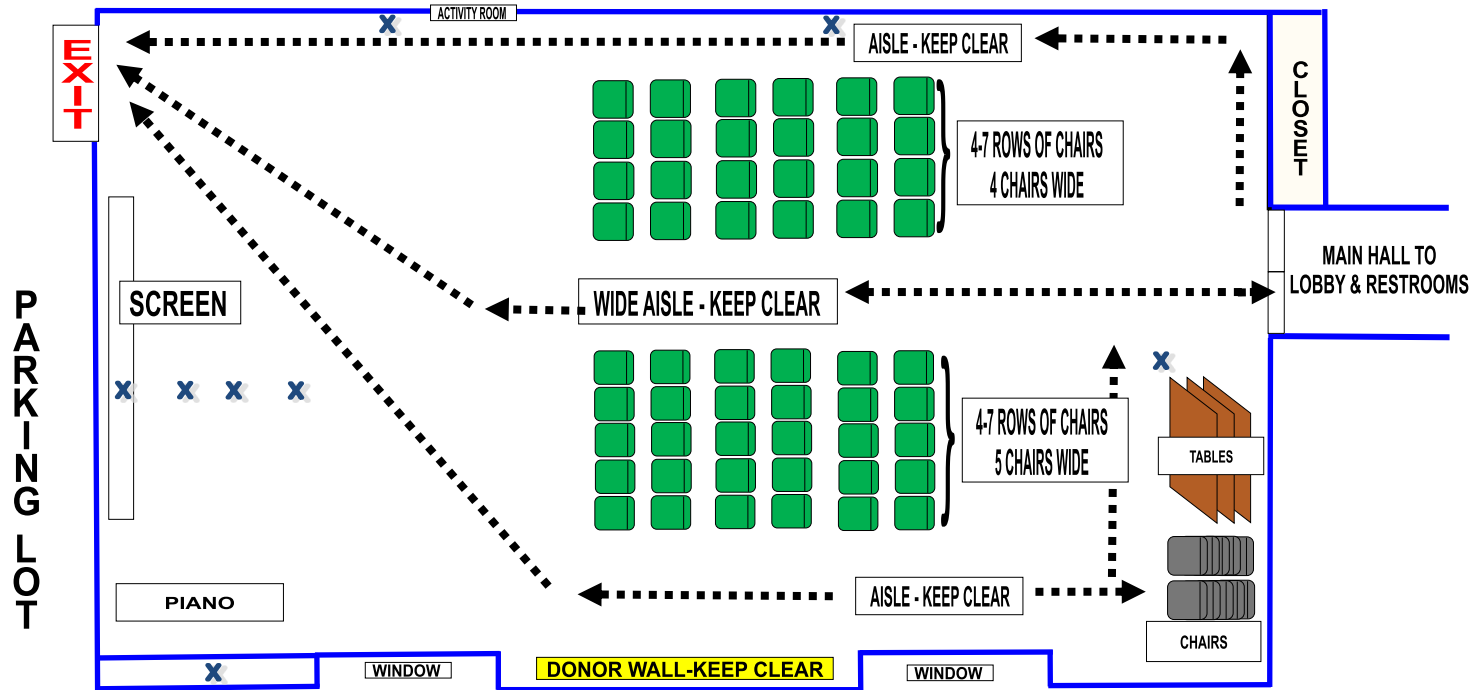 ACTIVITY ROOM
X
X
EXIT
AISLE - KEEP CLEAR
CLOSET
4-7 ROWS OF CHAIRS
4 CHAIRS WIDE
MAIN HALL TO
LOBBY & RESTROOMS
SCREEN
WIDE AISLE - KEEP CLEAR
PARKING LOT
X
X
X
X
X
4-7 ROWS OF CHAIRS
5 CHAIRS WIDE
TABLES
PIANO
AISLE - KEEP CLEAR
CHAIRS
X
WINDOW
DONOR WALL-KEEP CLEAR
WINDOW